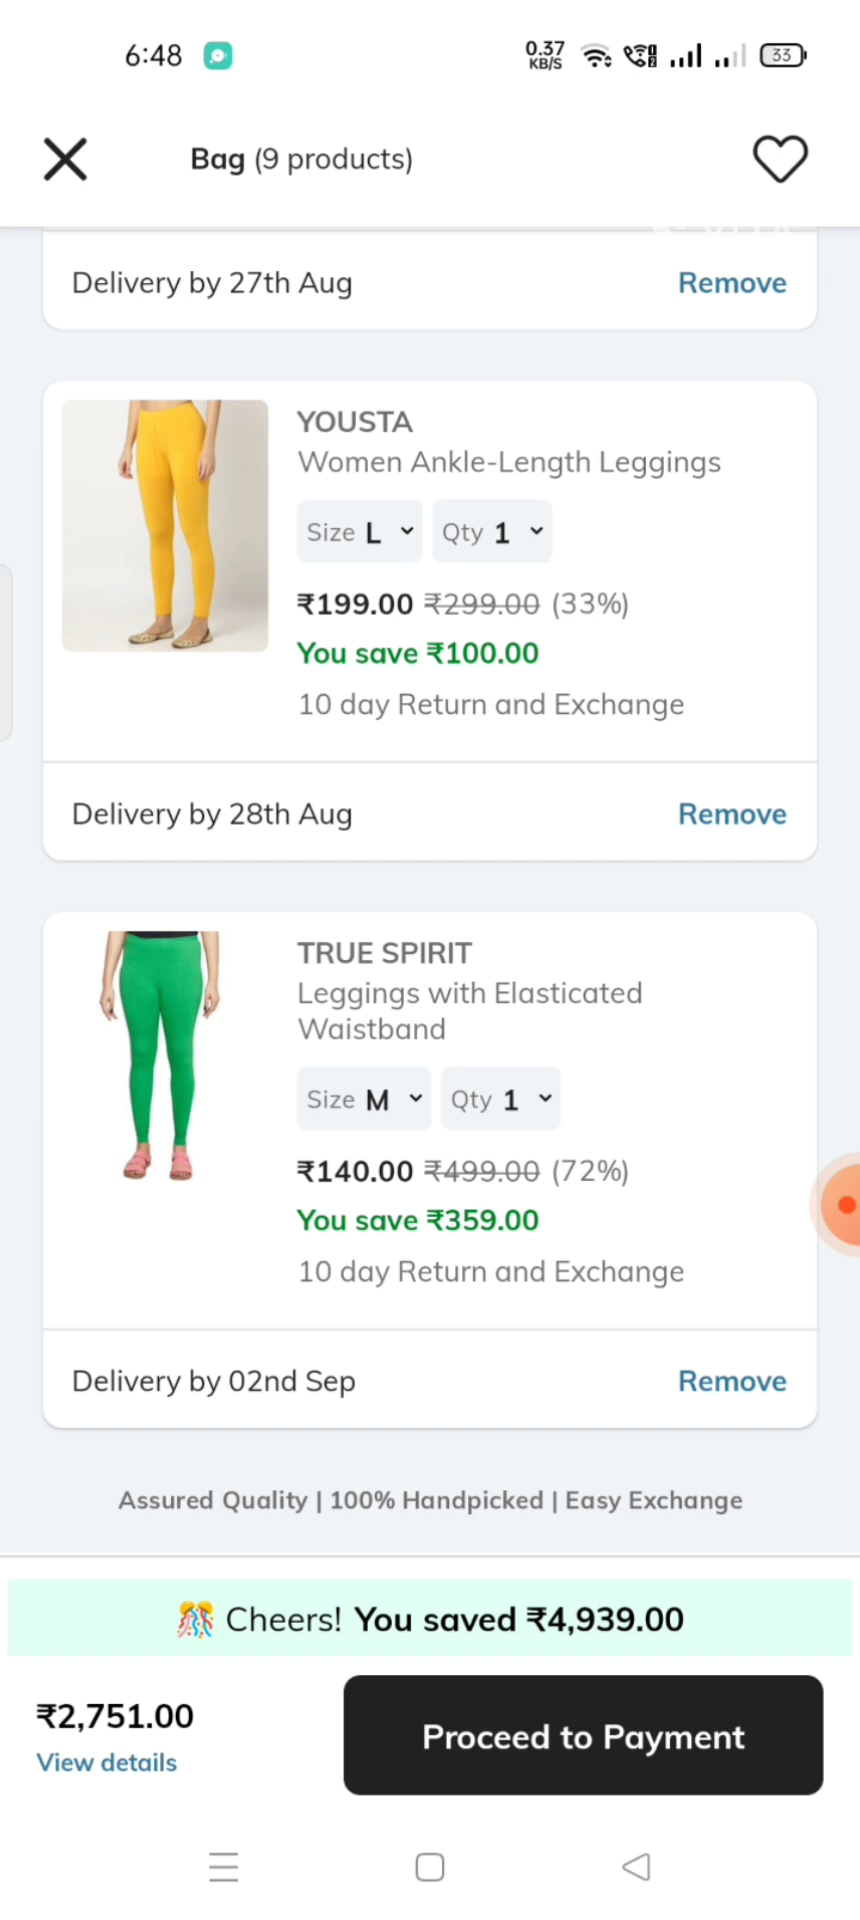 6:48
0.37
KB/S
33
Bag (9 products)
Delivery by 27th Aug
Remove
YOUSTA
Women Ankle-Length Leggings
Size L
Qty 1
₹199.00 ₹299.00 (33%)
You save ₹100.00
10 day Return and Exchange
Delivery by 28th Aug
Remove
TRUE SPIRIT
Leggings with Elasticated
Waistband
Size M
Qty 1
₹140.00 ₹499.00 (72%)
You save ₹359.00
10 day Return and Exchange
Delivery by 02nd Sep
Remove
Assured Quality | 100% Handpicked | Easy Exchange
Cheers! You saved ₹4,939.00
₹2,751.00
View details
Proceed to Payment